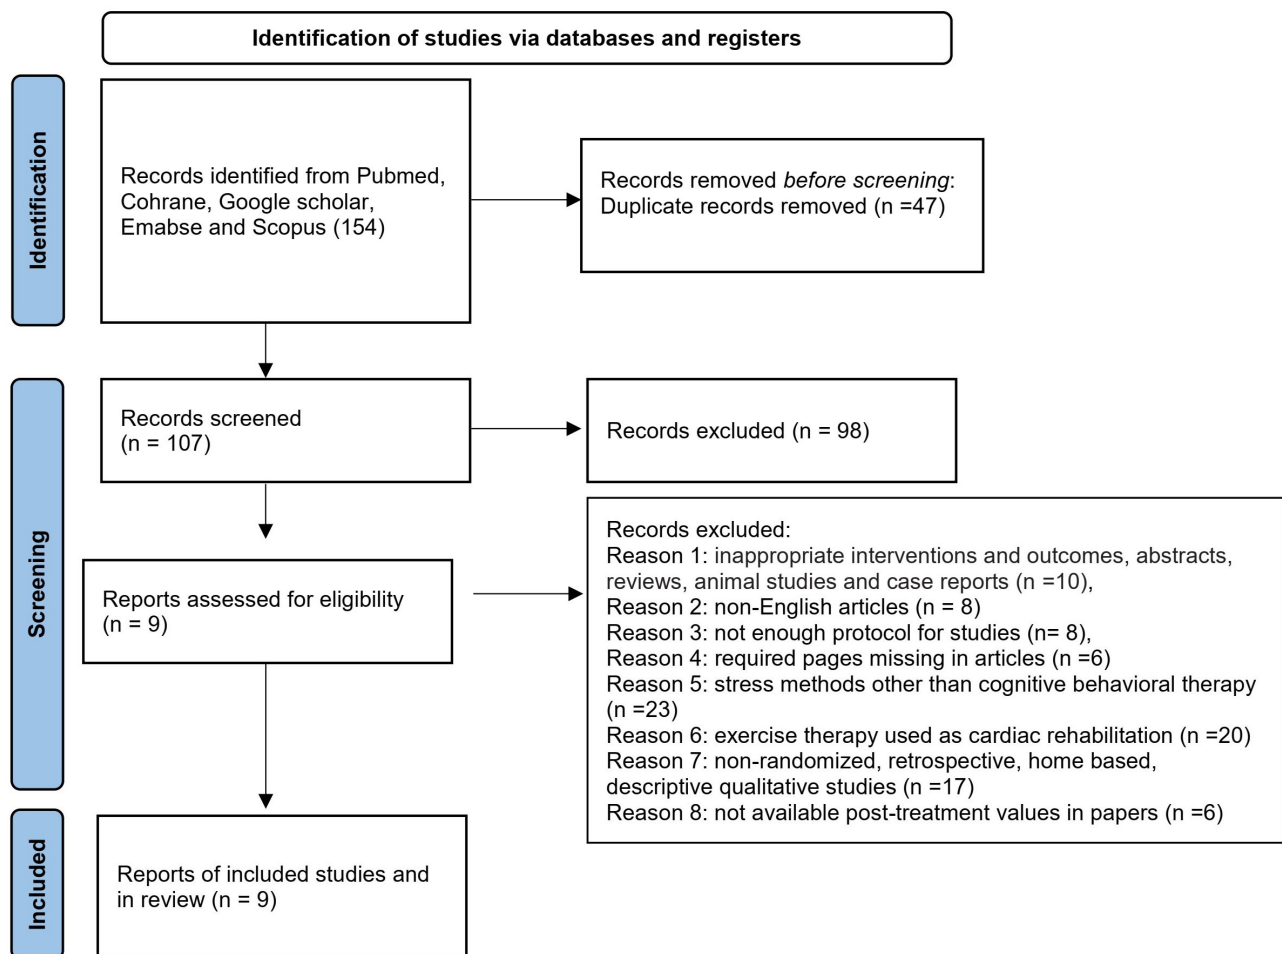 Identification of studies via databases and registers
Identification
Records identified from Pubmed,
Cohrane, Google scholar,
Emabse and Scopus (154)
Records removed before screening:
Duplicate records removed (n =47)
Screening
Records screened
(n = 107)
Records excluded (n = 98)
Reports assessed for eligibility
(n = 9)
Records excluded:
Reason 1: inappropriate interventions and outcomes, abstracts,
reviews, animal studies and case reports (n =10),
Reason 2: non-English articles (n = 8)
Reason 3: not enough protocol for studies (n= 8),
Reason 4: required pages missing in articles (n =6)
Reason 5: stress methods other than cognitive behavioral therapy
(n =23)
Reason 6: exercise therapy used as cardiac rehabilitation (n =20)
Reason 7: non-randomized, retrospective, home based,
descriptive qualitative studies (n =17)
Reason 8: not available post-treatment values in papers (n =6)
Included
Reports of included studies and
in review (n = 9)